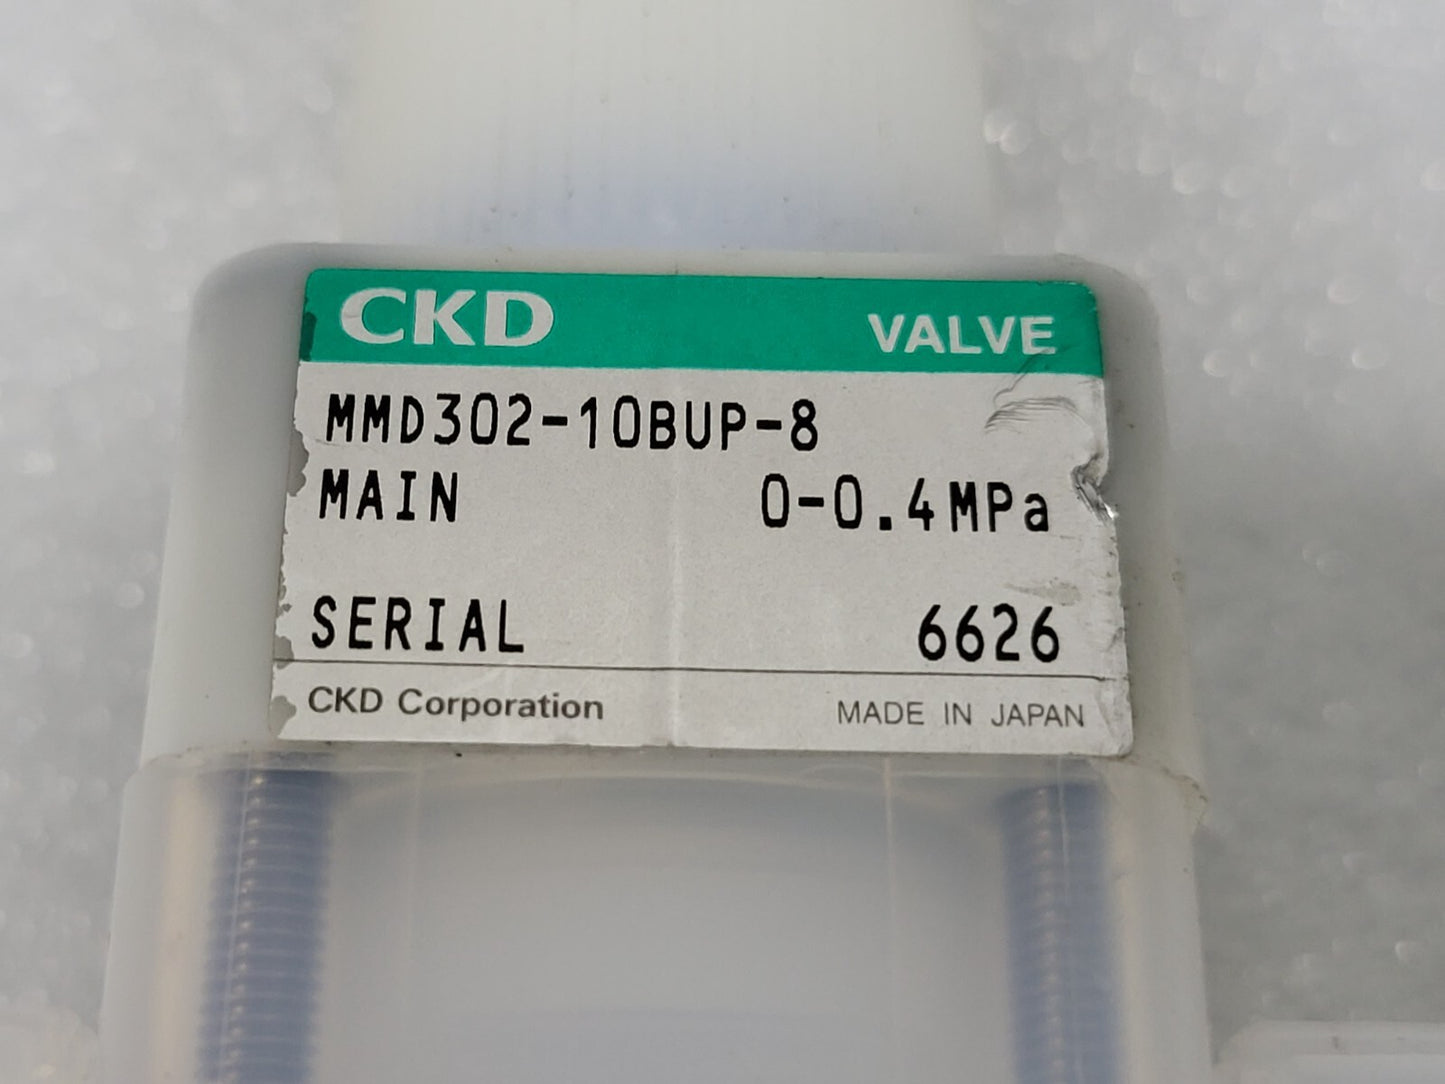 CKD VALVE
MMD302-10BUP-8
MAIN 0-0.4MPa
SERIAL 6626
CKD Corporation MADE IN JAPAN